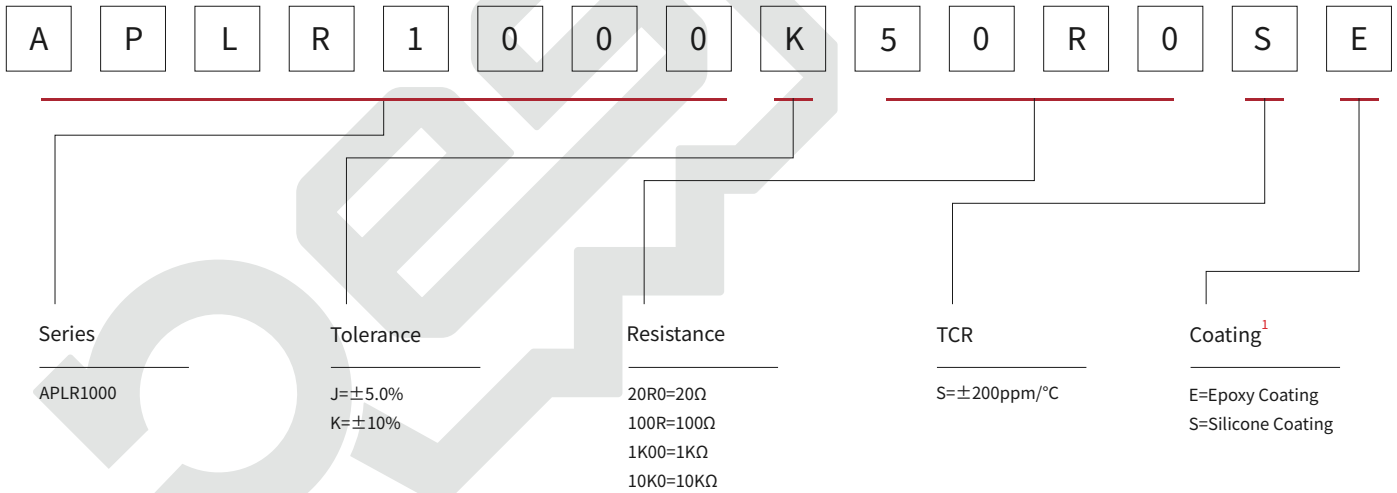 A P L R 1 0 0 0 K 5 0 R 0 S E
Series
APLR1000
Tolerance
J=±5.0%
K=±10%
Resistance
20R0=20Ω
100R=100Ω
1K00=1KΩ
10K0=10KΩ
TCR
S=±200ppm/°C
Coating1
E=Epoxy Coating
S=Silicone Coating